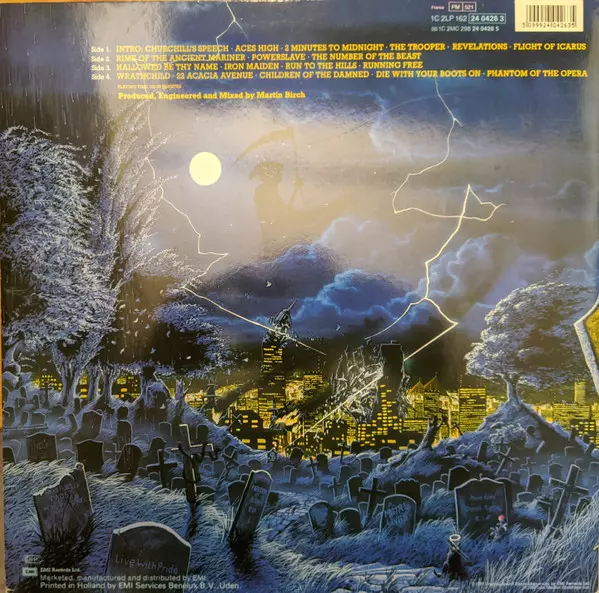 France PM 521
1C 2LP 162 24 0426 3
1C 2MC 298 24 0426 5
5099924042635
Side 1. INTRO: CHURCHILL'S SPEECH · ACES HIGH · 2 MINUTES TO MIDNIGHT · THE TROOPER · REVELATIONS · FLIGHT OF ICARUS
Side 2. RIME OF THE ANCIENT MARINER · POWERSLAVE · THE NUMBER OF THE BEAST
Side 3. HALLOWED BE THY NAME · IRON MAIDEN · RUN TO THE HILLS · RUNNING FREE
Side 4. WRATHCHILD · 22 ACACIA AVENUE · CHILDREN OF THE DAMNED · DIE WITH YOUR BOOTS ON · PHANTOM OF THE OPERA
Produced, Engineered and Mixed by Martin Birch
Live With Pride
EMI
EMI Records Ltd.
Marketed, manufactured and distributed by EMI
Printed in Holland by EMI Services Benelux B.V., Uden.